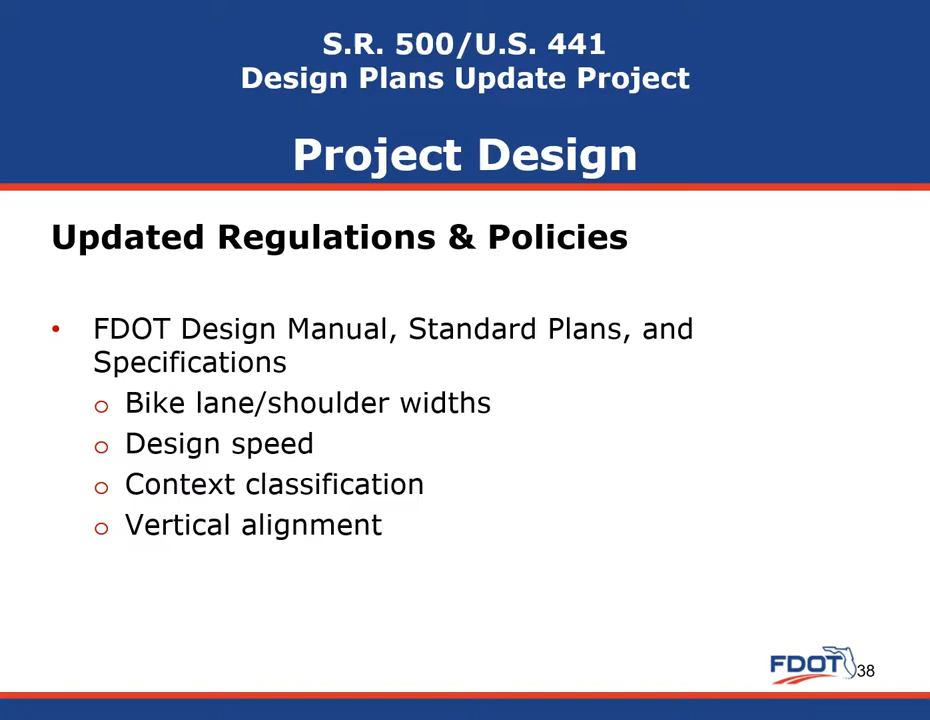 S.R. 500/U.S. 441
Design Plans Update Project
Project Design
Updated Regulations & Policies
• FDOT Design Manual, Standard Plans, and
Specifications
o Bike lane/shoulder widths
o Design speed
o Context classification
o Vertical alignment
FDOT
38